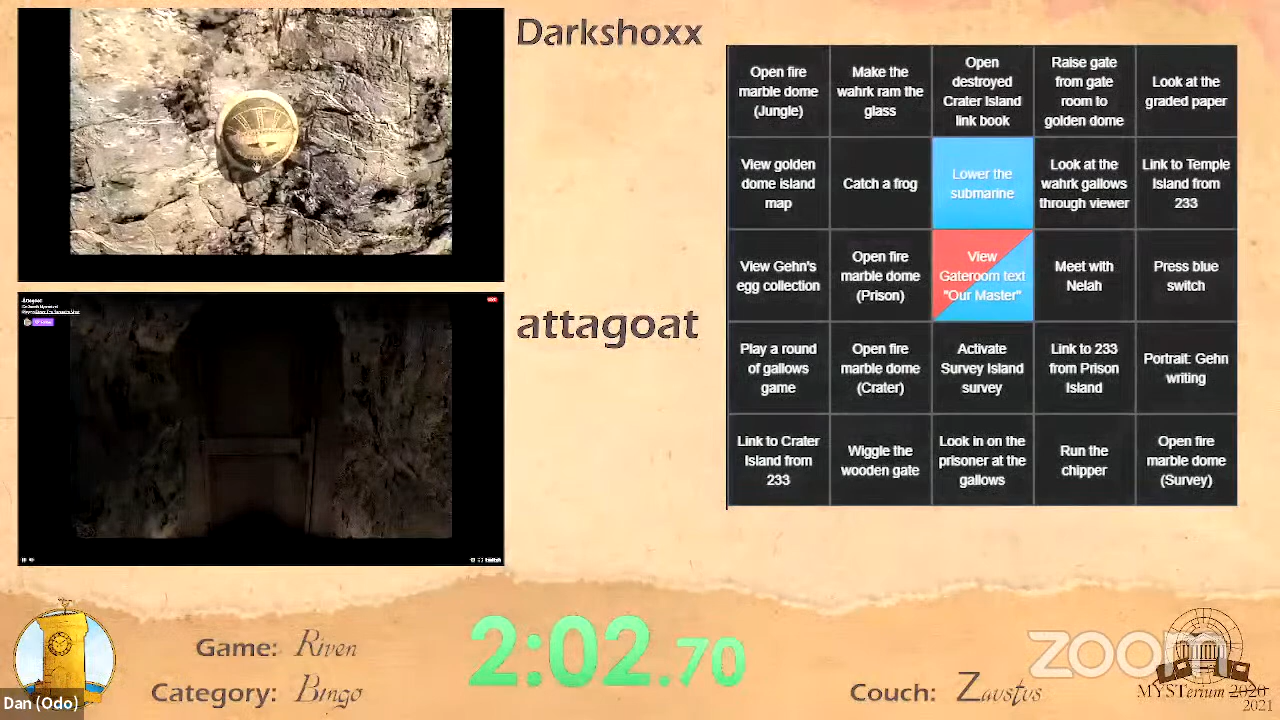 Darkshoxx
attagoat
Open fire
marble dome
(Jungle)
Make the
wahrk ram the
glass
Open
destroyed
Crater Island
link book
Raise gate
from gate
room to
golden dome
Look at the
graded paper
View golden
dome island
map
Catch a frog
Lower the
submarine
Look at the
wahrk gallows
through viewer
Link to Temple
Island from
233
View Gehn's
egg collection
Open fire
marble dome
(Prison)
View
Gateroom text
"Our Master"
Meet with
Nelah
Press blue
switch
Play a round
of gallows
game
Open fire
marble dome
(Crater)
Activate
Survey Island
survey
Link to 233
from Prison
Island
Portrait: Gehn
writing
Link to Crater
Island from
233
Wiggle the
wooden gate
Look in on the
prisoner at the
gallows
Run the
chipper
Open fire
marble dome
(Survey)
Game: Riven
Category: Bingo
2:02.70
Couch: Zaustus
zoom
MYSTerium 2020
2021
Dan (Odo)